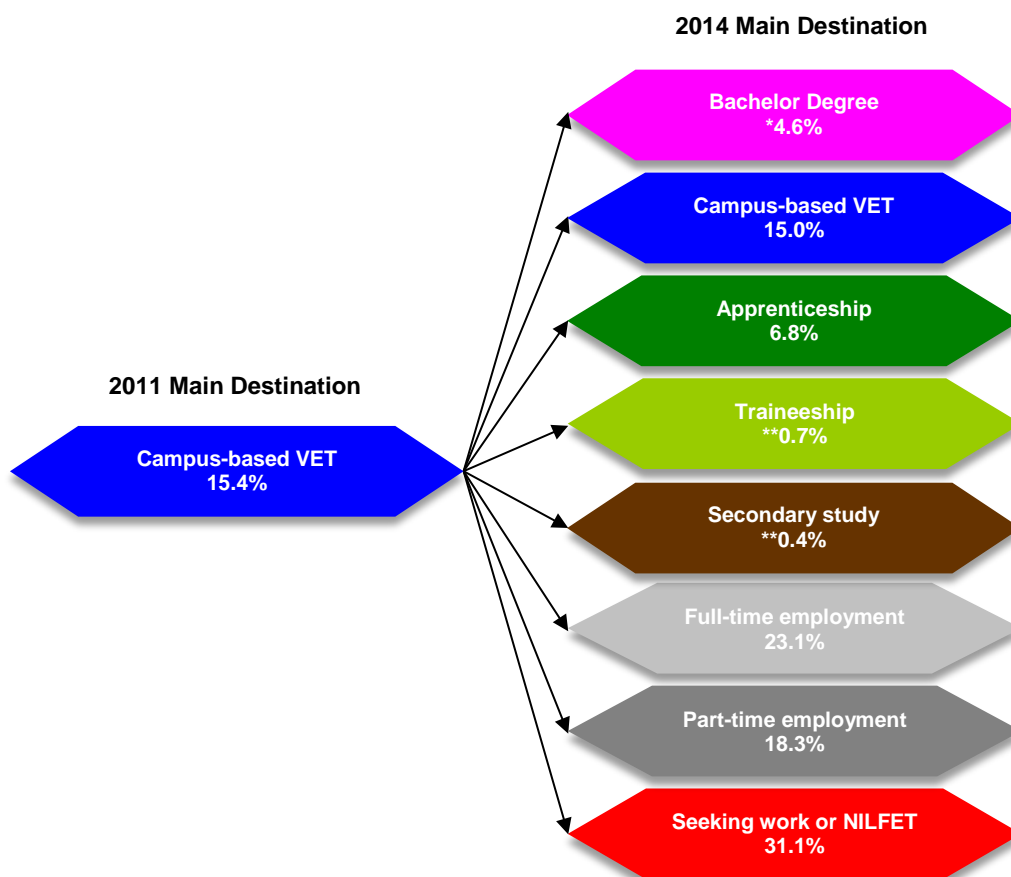 2014 Main Destination
Bachelor Degree
*4.6%
Campus-based VET
15.0%
Apprenticeship
6.8%
2011 Main Destination
Campus-based VET
15.4%
Traineeship
**0.7%
Secondary study
**0.4%
Full-time employment
23.1%
Part-time employment
18.3%
Seeking work or NILFET
31.1%